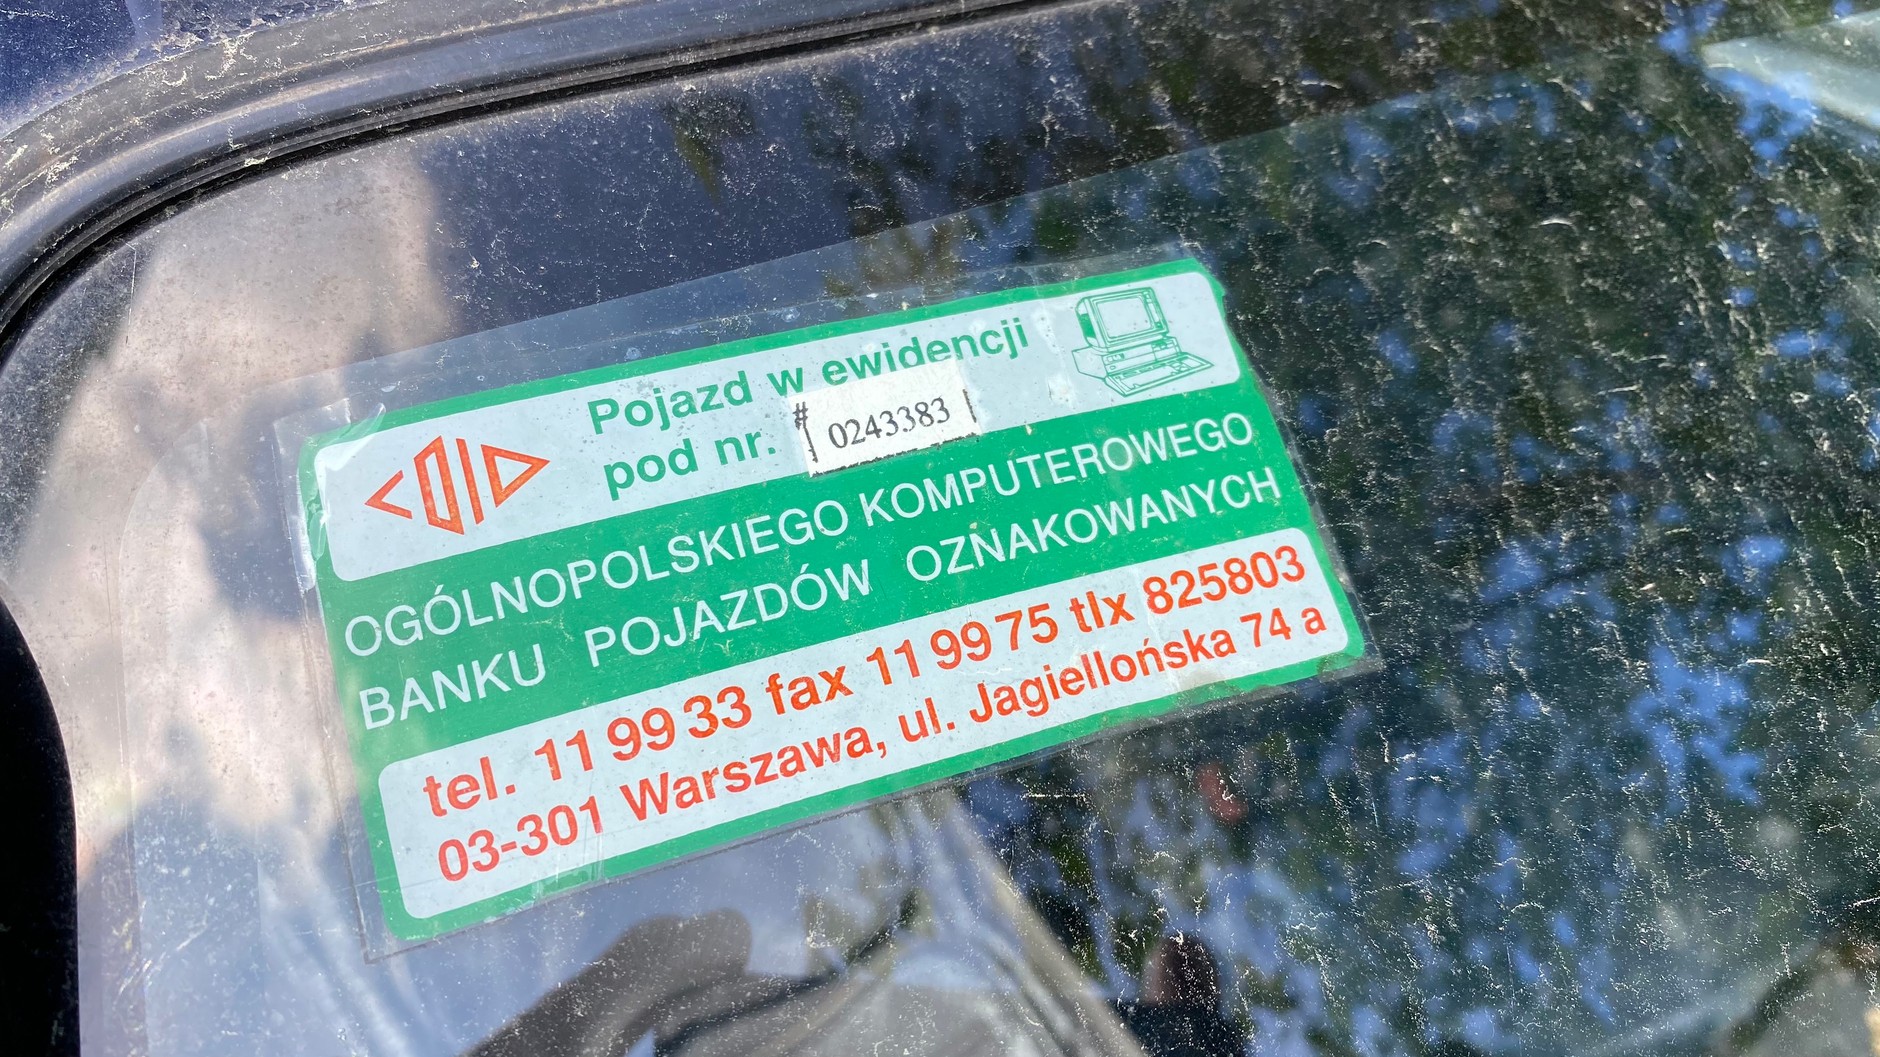 Pojazd w ewidencji
pod nr. # 0243383
OGÓLNOPOLSKIEGO KOMPUTEROWEGO
BANKU POJAZDÓW OZNAKOWANYCH
tel. 11 99 33 fax 11 99 75 tlx 825803
03-301 Warszawa, ul. Jagiellońska 74 a